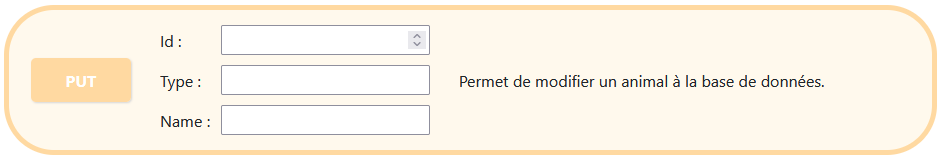 Id :
PUT
Type :
Permet de modifier un animal à la base de données.
Name :